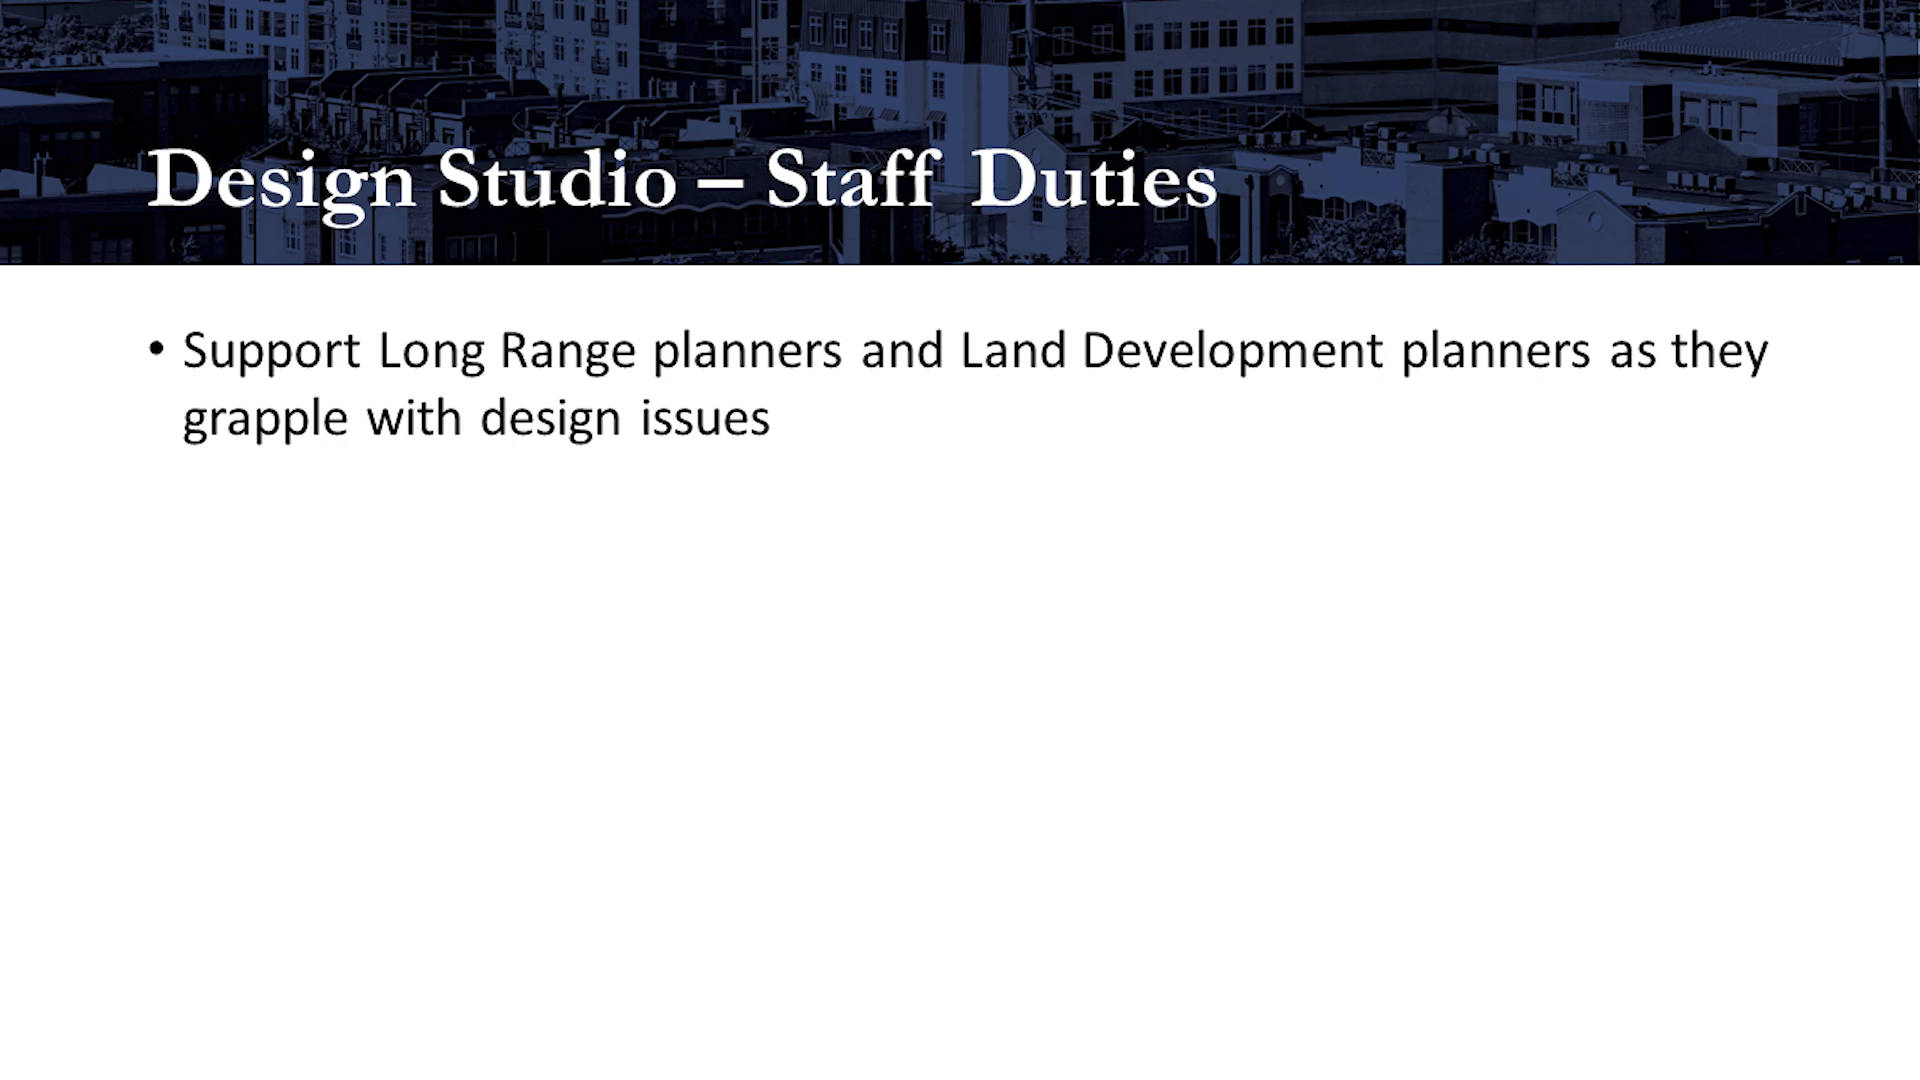 Design Studio – Staff Duties
• Support Long Range planners and Land Development planners as they
grapple with design issues